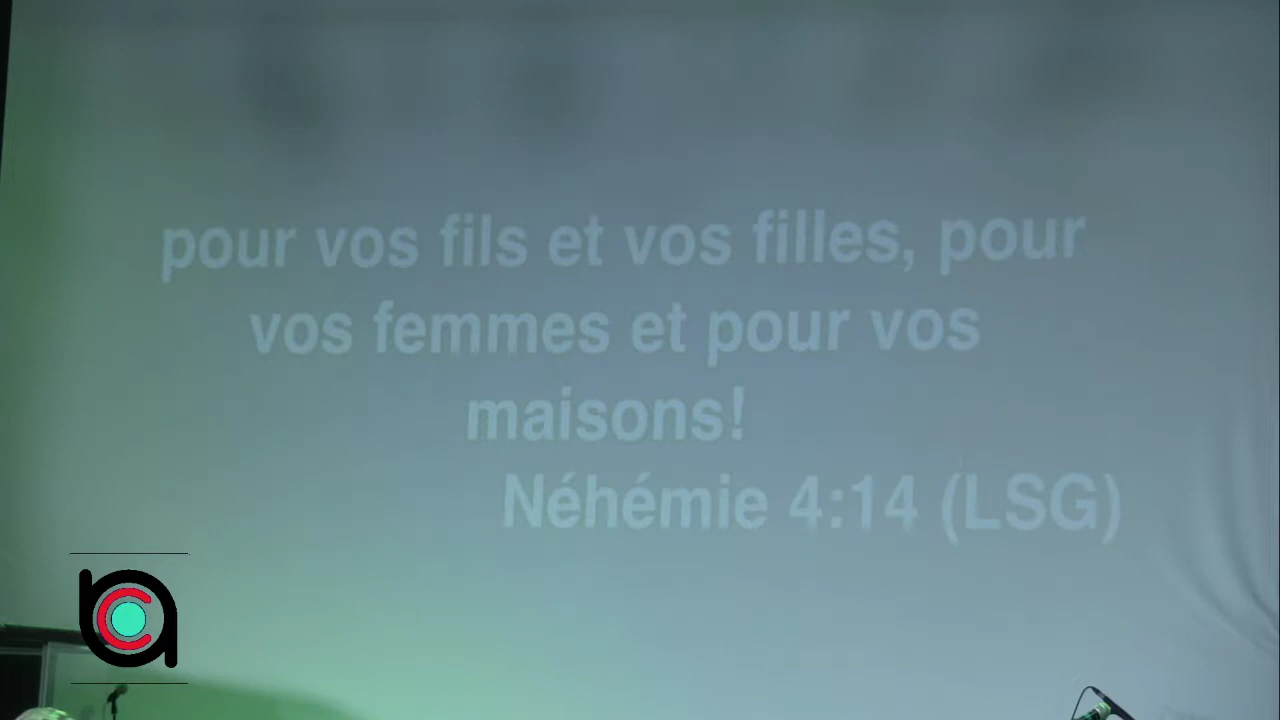 pour vos fils et vos filles, pour
vos femmes et pour vos
maisons!
Néhémie 4:14 (LSG)